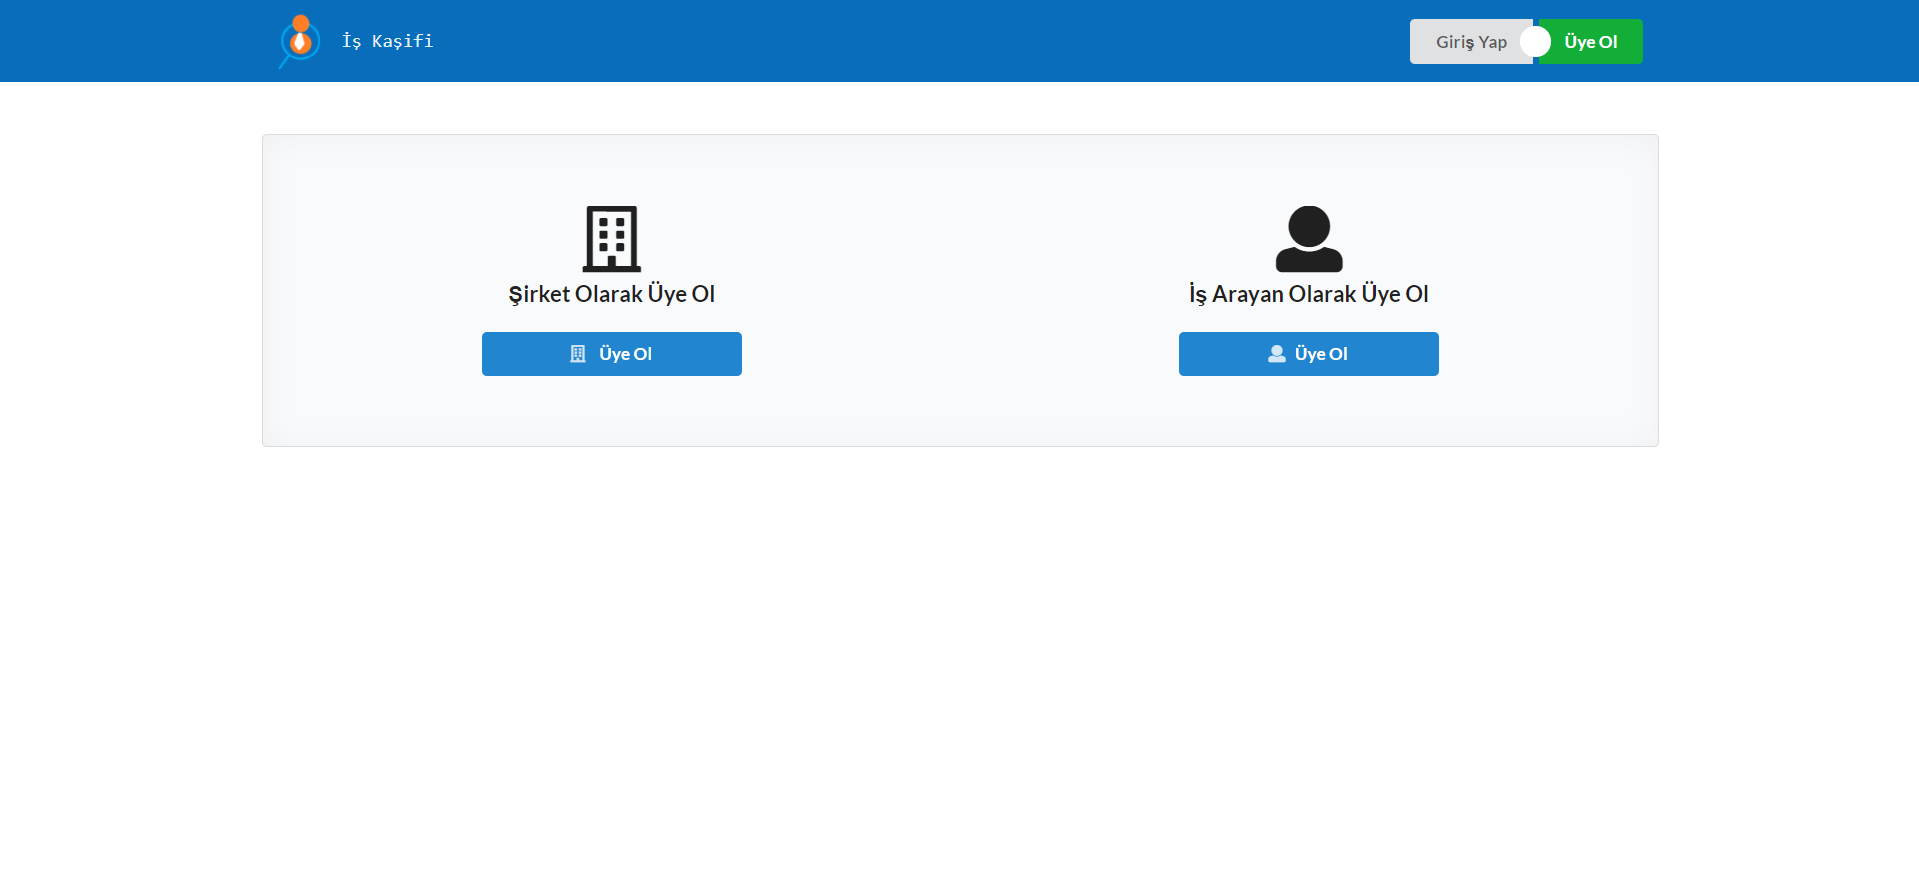 İş Kaşifi
Giriş Yap
Üye Ol
Şirket Olarak Üye Ol
İş Arayan Olarak Üye Ol
Üye Ol
Üye Ol